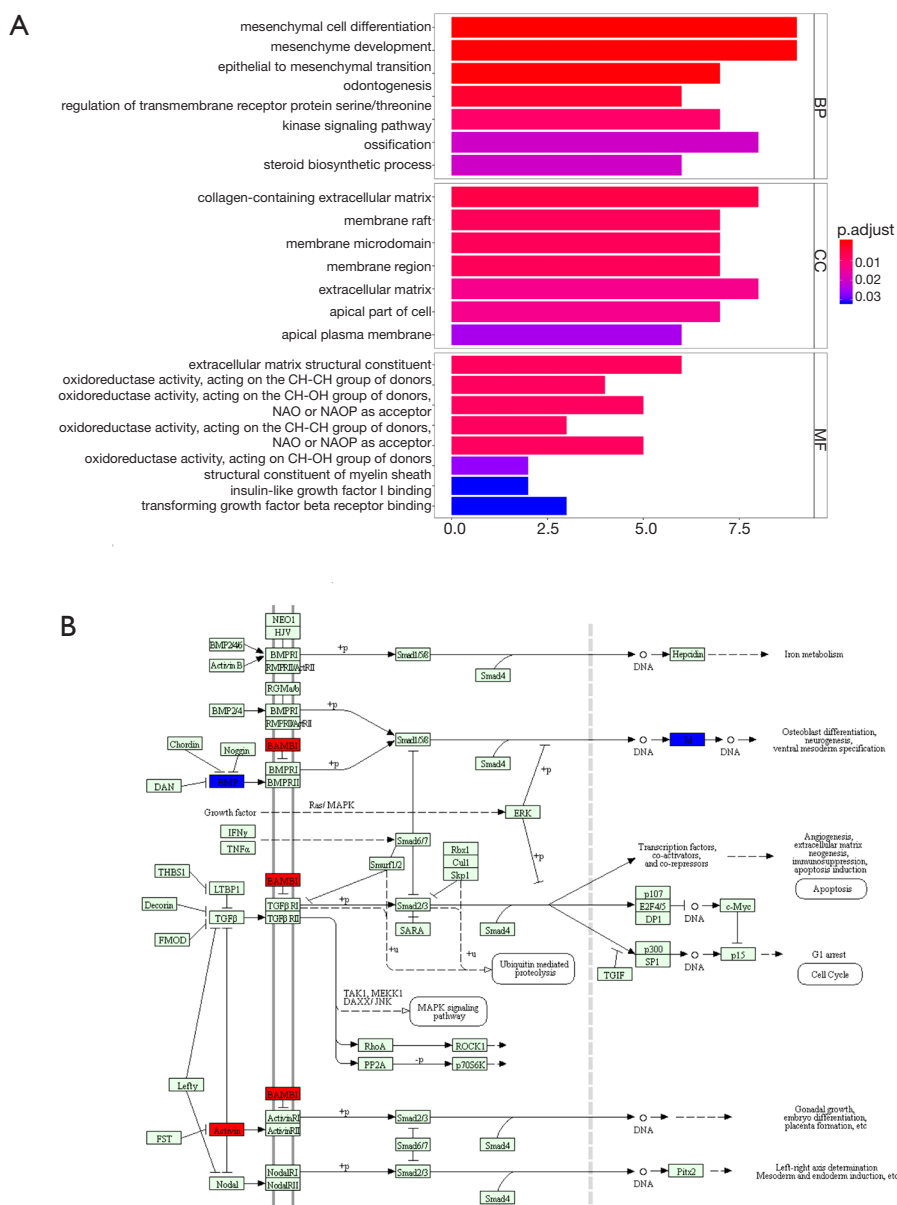 A
mesenchymal cell differentiation
mesenchyme development
epithelial to mesenchymal transition
odontogenesis
regulation of transmembrane receptor protein serine/threonine
kinase signaling pathway
ossification
steroid biosynthetic process
BP
collagen-containing extracellular matrix
membrane raft
membrane microdomain
membrane region
extracellular matrix
apical part of cell
apical plasma membrane
CC
extracellular matrix structural constituent
oxidoreductase activity, acting on the CH-CH group of donors
oxidoreductase activity, acting on the CH-OH group of donors,
NAO or NAOP as acceptor
oxidoreductase activity, acting on the CH-CH group of donors,
NAO or NAOP as acceptor
oxidoreductase activity, acting on CH-OH group of donors
structural constituent of myelin sheath
insulin-like growth factor I binding
transforming growth factor beta receptor binding
MF
0.0 2.5 5.0 7.5
p.adjust
0.01
0.02
0.03
B
NEO1
HJV
BMP2/4/6
Activin B
BMPRI
RMPRII/ActRII
+p
Smad1/5/8
Smad4
DNA
Hepcidin
Iron metabolism
RGMa/b
BMP2/4
BMPRI
RMPRII/ActRII
+p
Chordin
Noggin
BAMBI
DAN
BMPRI
BMPRII
+p
Smad1/5/8
Smad4
+p
DNA
Id
DNA
Osteoblast differentiation,
neurogenesis,
ventral mesoderm specification
Growth factor
Ras/ MAPK
ERK
IFNγ
TNFα
Smad6/7
Smurf1/2
Rbx1
Cul1
Skp1
+p
Transcription factors,
co-activators,
and co-repressors
Angiogenesis,
extracellular matrix
neogenesis,
immunosuppression,
apoptosis induction
Apoptosis
THBS1
LTBP1
Decorin
FMOD
TGFβ
BAMBI
TGFβ RI
TGFβ RII
+p
Smad2/3
SARA
Smad4
+u
+u
Ubiquitin mediated
proteolysis
p107
E2F4/5
DP1
DNA
c-Myc
TGIF
p300
SP1
DNA
p15
G1 arrest
Cell Cycle
TAK1, MEKK1
DAXX/ JNK
MAPK signaling
pathway
RhoA
ROCK1
PP2A
-p
p70S6K
Lefty
FST
Activin
BAMBI
ActivinRI
ActivinRII
+p
Smad2/3
Smad6/7
Smad4
DNA
Gonadal growth,
embryo differentiation,
placenta formation, etc
Nodal
NodalRI
NodalRII
+p
Smad2/3
Smad4
DNA
Pitx2
Left-right axis determination
Mesoderm and endoderm induction, etc